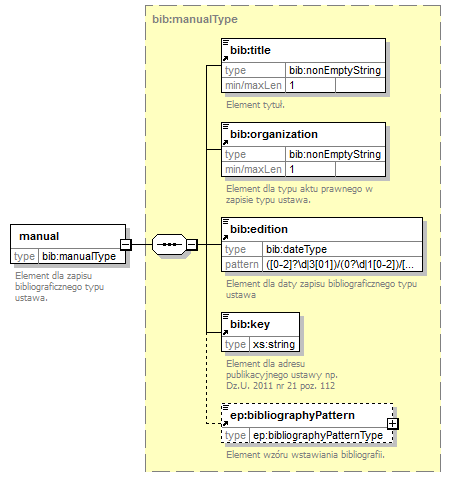 bib:manualType
bib:title
type bib:nonEmptyString
min/maxLen 1
Element tytuł.
bib:organization
type bib:nonEmptyString
min/maxLen 1
Element dla typu aktu prawnego w
zapisie typu ustawa.
manual
type bib:manualType
Element dla zapisu
bibliograficznego typu
ustawa.
bib:edition
type bib:dateType
pattern ([0-2]?\d|3[01])/(0?\d|1[0-2])/[...
Element dla daty zapisu bibliograficznego typu
ustawa
bib:key
type xs:string
Element dla adresu
publikacyjnego ustawy np.
Dz.U. 2011 nr 21 poz. 112
ep:bibliographyPattern
type ep:bibliographyPatternType
Element wzóru wstawiania bibliografii.